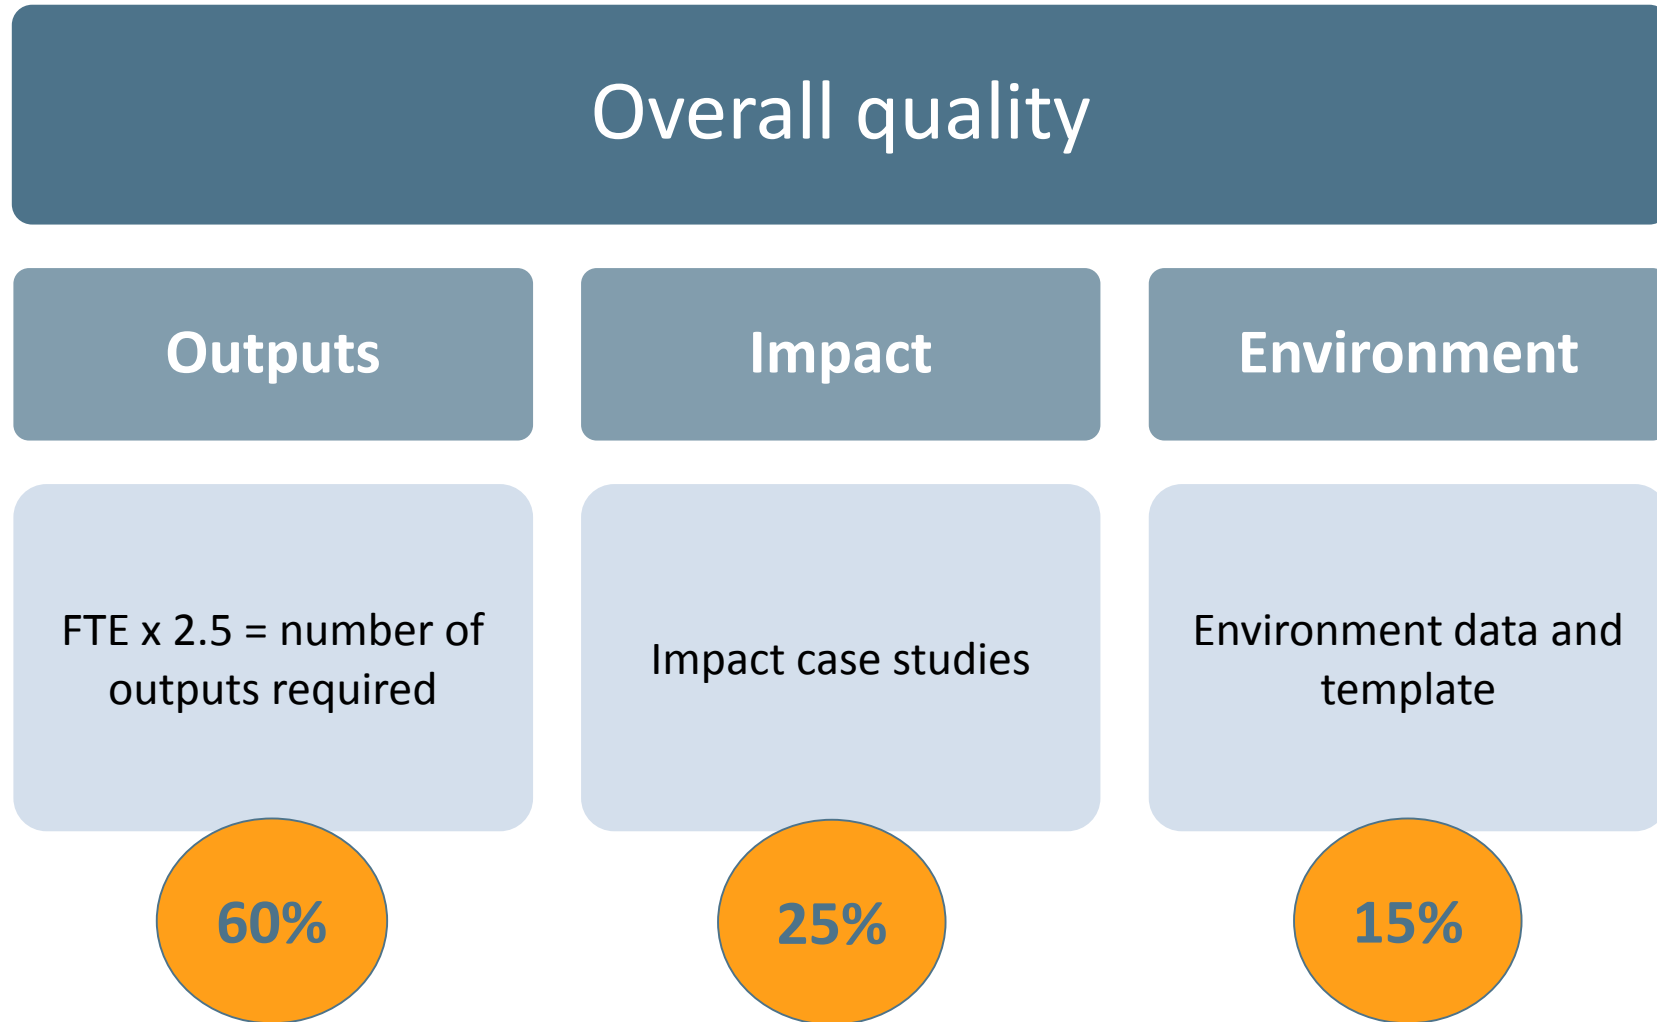 Overall quality
Outputs
Impact
Environment
FTE x 2.5 = number of
outputs required
Impact case studies
Environment data and
template
60%
25%
15%